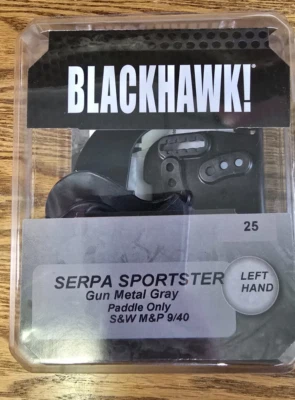 BLACKHAWK!
25
SERPA SPORTSTER
Gun Metal Gray
Paddle Only
S&W M&P 9/40
LEFT
HAND